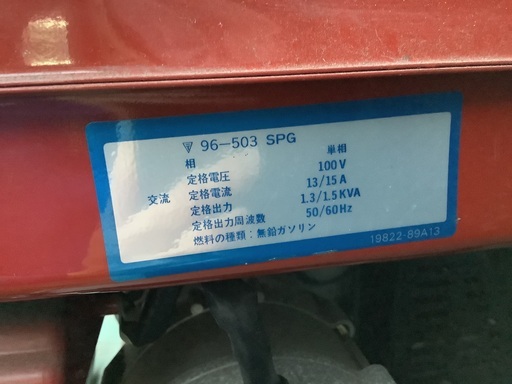 96-503 SPG
相 単相
定格電圧 100V
交流 定格電流 13/15A
定格出力 1.3/1.5KVA
定格出力周波数 50/60Hz
燃料の種類:無鉛ガソリン
19822-89A13